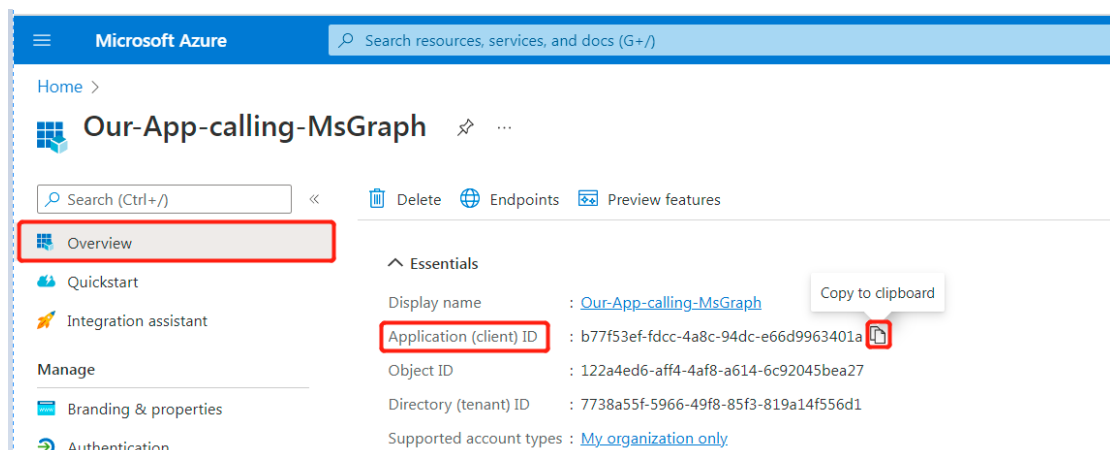 Microsoft Azure
Search resources, services, and docs (G+/)
Home >
Our-App-calling-MsGraph
Search (Ctrl+/)
Delete
Endpoints
Preview features
Overview
Quickstart
Integration assistant
Manage
Branding & properties
Authentication
Essentials
Copy to clipboard
Display name : Our-App-calling-MsGraph
Application (client) ID : b77f53ef-fdcc-4a8c-94dc-e66d9963401a
Object ID : 122a4ed6-aff4-4af8-a614-6c92045bea27
Directory (tenant) ID : 7738a55f-5966-49f8-85f3-819a14f556d1
Supported account types : My organization only